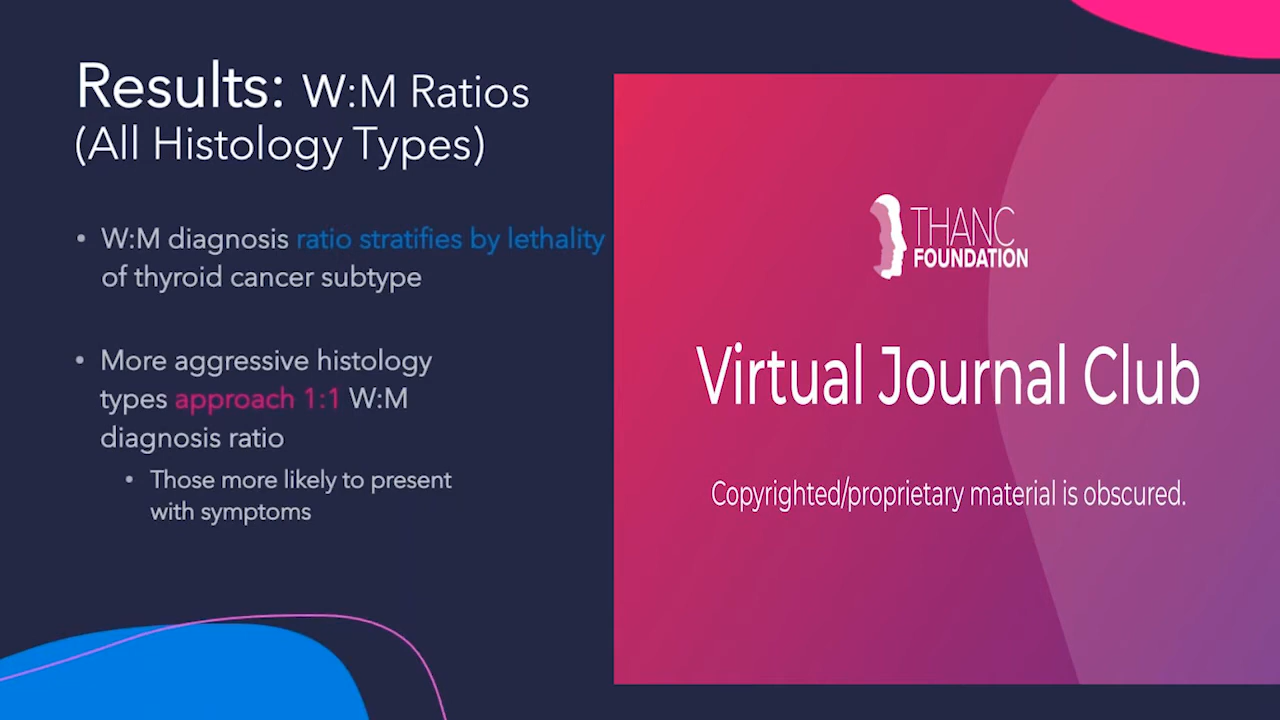 Results: W:M Ratios
(All Histology Types)
• W:M diagnosis ratio stratifies by lethality
of thyroid cancer subtype
• More aggressive histology
types approach 1:1 W:M
diagnosis ratio
• Those more likely to present
with symptoms
THANC
FOUNDATION
Virtual Journal Club
Copyrighted/proprietary material is obscured.